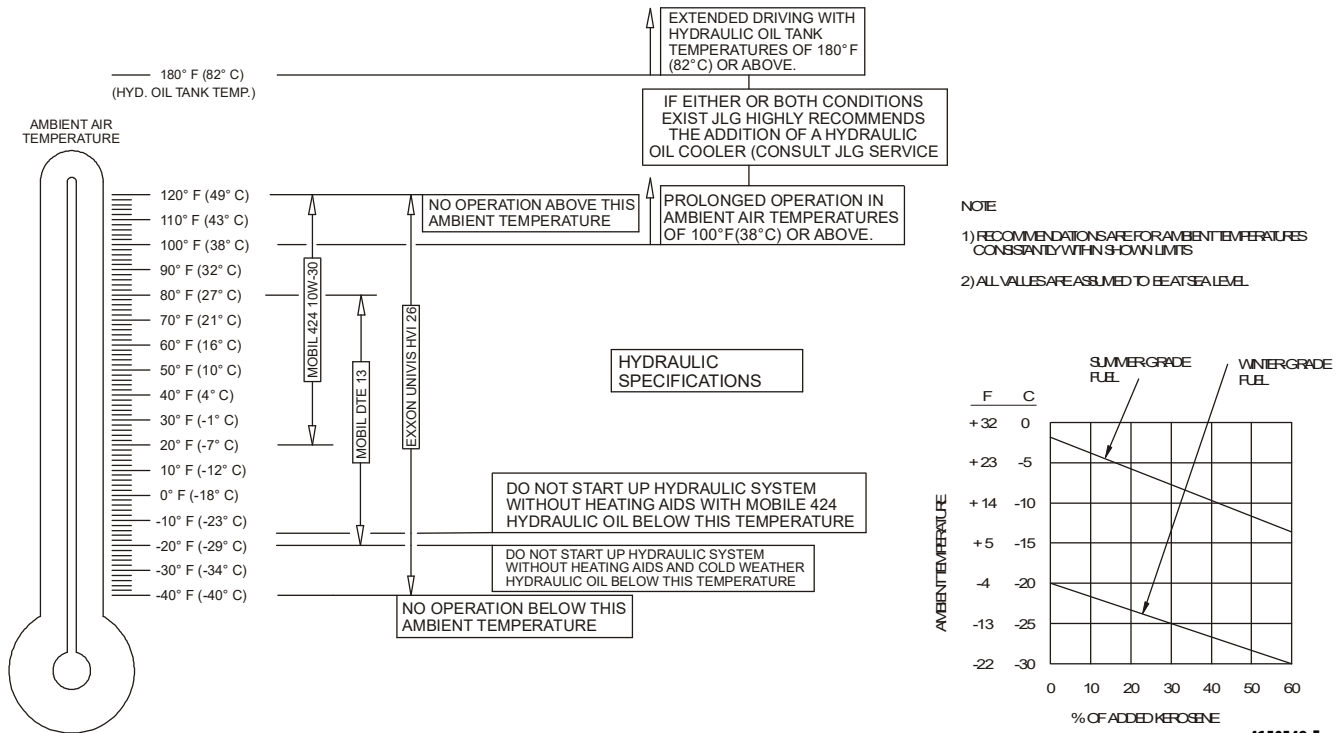 EXTENDED DRIVING WITH
HYDRAULIC OIL TANK
TEMPERATURES OF 180°F
(82°C) OR ABOVE.
180° F (82° C)
(HYD. OIL TANK TEMP.)
IF EITHER OR BOTH CONDITIONS
EXIST JLG HIGHLY RECOMMENDS
THE ADDITION OF A HYDRAULIC
OIL COOLER (CONSULT JLG SERVICE
AMBIENT AIR
TEMPERATURE
120° F (49° C)
110° F (43° C)
100° F (38° C)
90° F (32° C)
80° F (27° C)
70° F (21° C)
60° F (16° C)
50° F (10° C)
40° F (4° C)
30° F (-1° C)
20° F (-7° C)
10° F (-12° C)
0° F (-18° C)
-10° F (-23° C)
-20° F (-29° C)
-30° F (-34° C)
-40° F (-40° C)
MOBIL 424 10W-30
MOBIL DTE 13
EXXON UNIVIS HVI 26
NO OPERATION ABOVE THIS
AMBIENT TEMPERATURE
PROLONGED OPERATION IN
AMBIENT AIR TEMPERATURES
OF 100°F(38°C) OR ABOVE.
HYDRAULIC
SPECIFICATIONS
DO NOT START UP HYDRAULIC SYSTEM
WITHOUT HEATING AIDS WITH MOBILE 424
HYDRAULIC OIL BELOW THIS TEMPERATURE
DO NOT START UP HYDRAULIC SYSTEM
WITHOUT HEATING AIDS AND COLD WEATHER
HYDRAULIC OIL BELOW THIS TEMPERATURE
NO OPERATION BELOW THIS
AMBIENT TEMPERATURE
NOTE:
1) RECOMMENDATIONS ARE FOR AMBIENT TEMPERATURES
CONSISTANTLY WITHIN SHOWN LIMITS
2) ALL VALUES ARE ASSUMED TO BE AT SEA LEVEL.
SUMMER-GRADE
FUEL
WINTER-GRADE
FUEL
F C
+32 0
+23 -5
+14 -10
+5 -15
-4 -20
-13 -25
-22 -30
AMBIENT TEMPERATURE
0 10 20 30 40 50 60
% OF ADDED KEROSENE